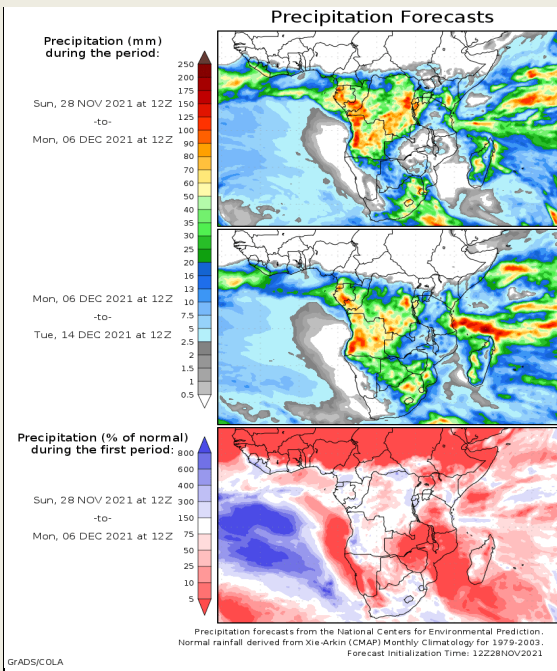 Precipitation Forecasts
Precipitation (mm)
during the period:
250
200
175
150
125
100
90
80
70
60
50
40
35
30
25
20
16
13
10
7.5
5
2.5
2
1.5
1
0.5
Sun, 28 NOV 2021 at 12Z
-to-
Mon, 06 DEC 2021 at 12Z
Mon, 06 DEC 2021 at 12Z
-to-
Tue, 14 DEC 2021 at 12Z
Precipitation (% of normal)
during the first period:
800
600
400
300
150
75
50
25
10
5
Sun, 28 NOV 2021 at 12Z
-to-
Mon, 06 DEC 2021 at 12Z
Precipitation forecasts from the National Centers for Environmental Prediction.
Normal rainfall derived from Xie-Arkin (CMAP) Monthly Climatology for 1979-2003.
Forecast Initialization Time: 12Z28NOV2021
GrADS/COLA